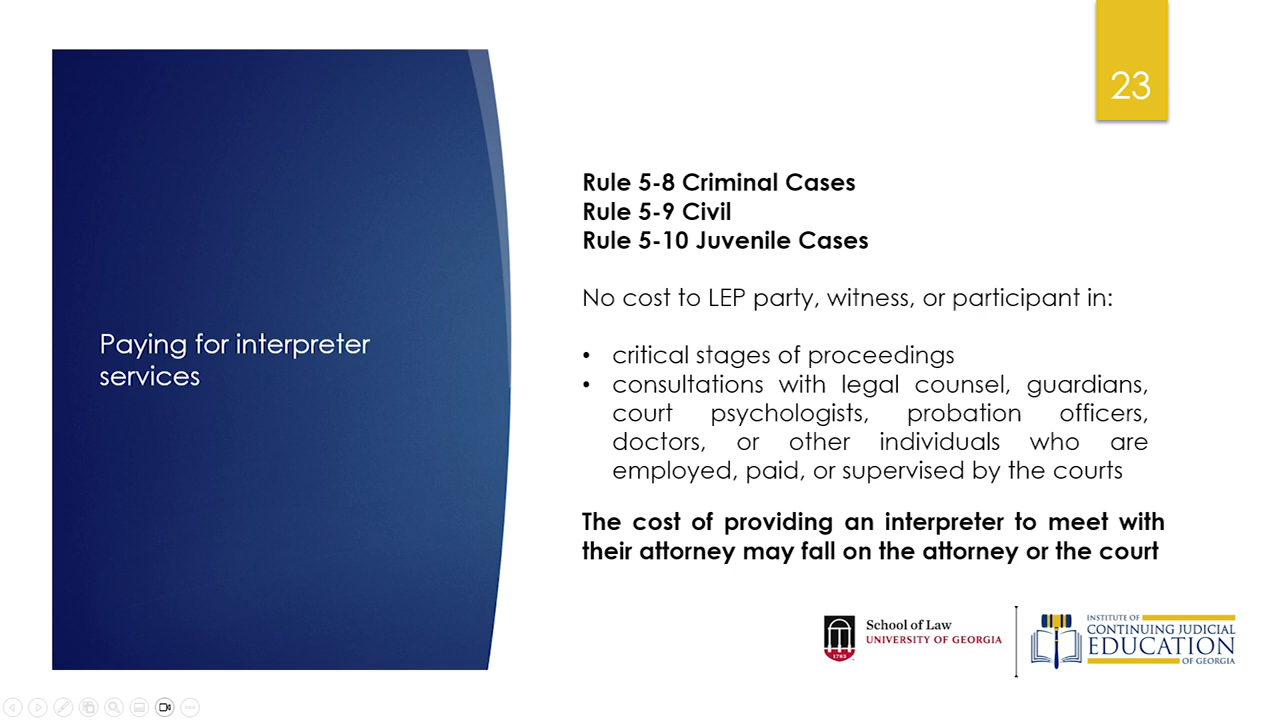 23
Paying for interpreter
services
Rule 5-8 Criminal Cases
Rule 5-9 Civil
Rule 5-10 Juvenile Cases
No cost to LEP party, witness, or participant in:
• critical stages of proceedings
• consultations with legal counsel, guardians,
court psychologists, probation officers,
doctors, or other individuals who are
employed, paid, or supervised by the courts
The cost of providing an interpreter to meet with
their attorney may fall on the attorney or the court
1785
School of Law
UNIVERSITY OF GEORGIA
INSTITUTE OF
CONTINUING JUDICIAL
EDUCATION
OF GEORGIA